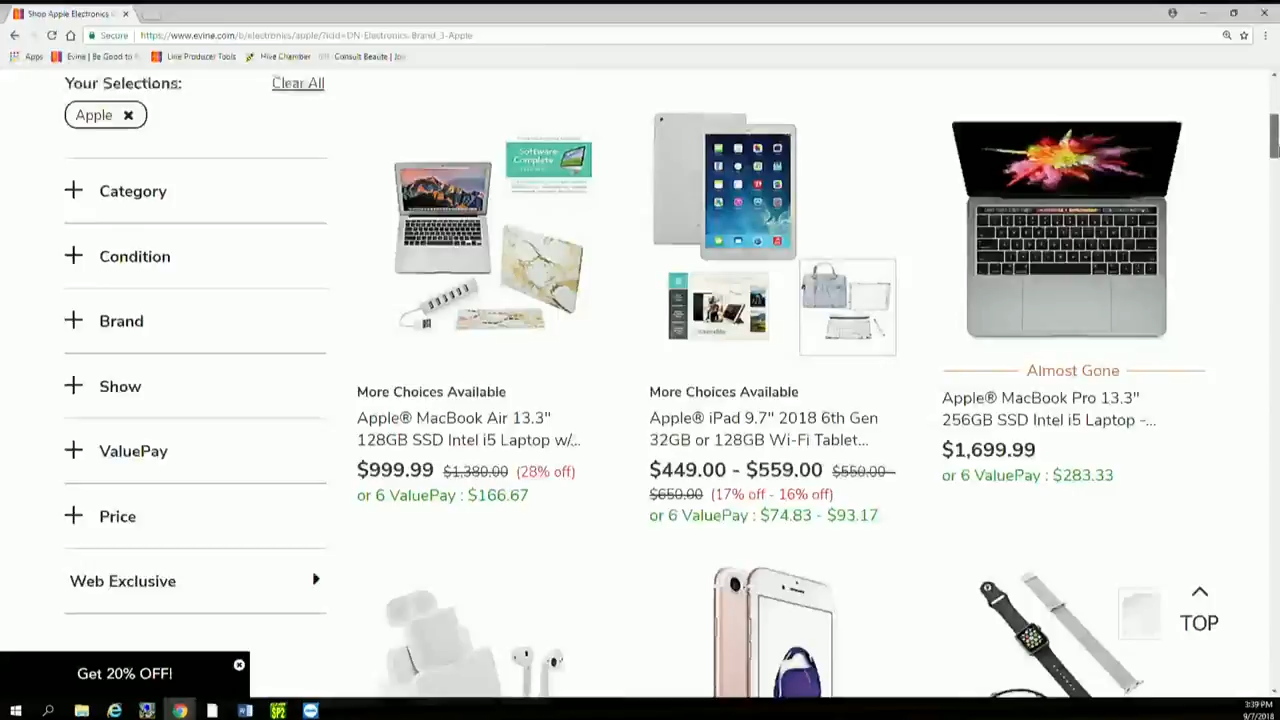 Shop Apple Electronics
Secure
https://www.evine.com/b/electronics/apple/?icid=DN-Electronics-Brand_3-Apple
Apps
Evine | Be Good to
Line Producer Tools
Hive Chamber
Consult Beaute | Joi
Your Selections:
Clear All
Apple
Category
Condition
Brand
Show
ValuePay
Price
Web Exclusive
Get 20% OFF!
Software
Complete
More Choices Available
Apple® MacBook Air 13.3"
128GB SSD Intel i5 Laptop w/...
$999.99 $1,380.00 (28% off)
or 6 ValuePay : $166.67
More Choices Available
Apple® iPad 9.7" 2018 6th Gen
32GB or 128GB Wi-Fi Tablet...
$449.00 - $559.00 $550.00 -
$650.00 (17% off - 16% off)
or 6 ValuePay : $74.83 - $93.17
Almost Gone
Apple® MacBook Pro 13.3"
256GB SSD Intel i5 Laptop -...
$1,699.99
or 6 ValuePay : $283.33
TOP
3:39 PM
9/7/2018